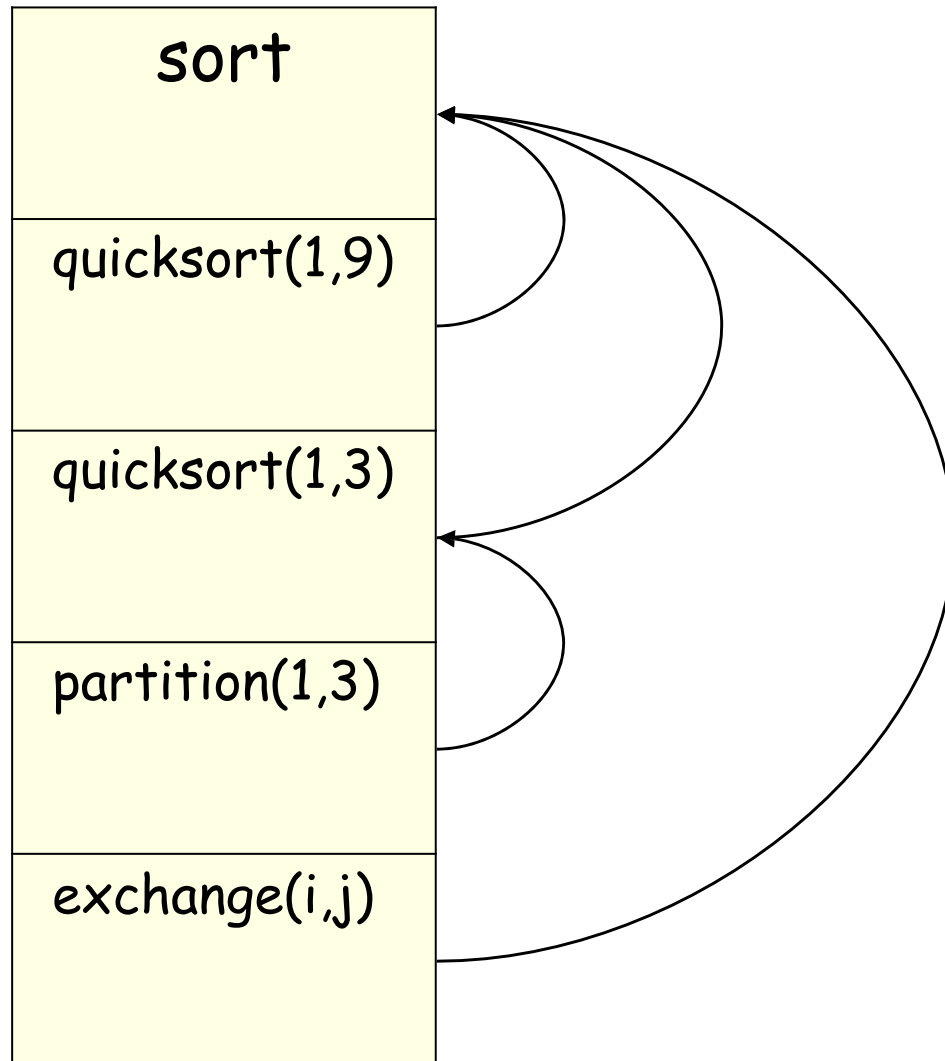 sort
quicksort(1,9)
quicksort(1,3)
partition(1,3)
exchange(i,j)